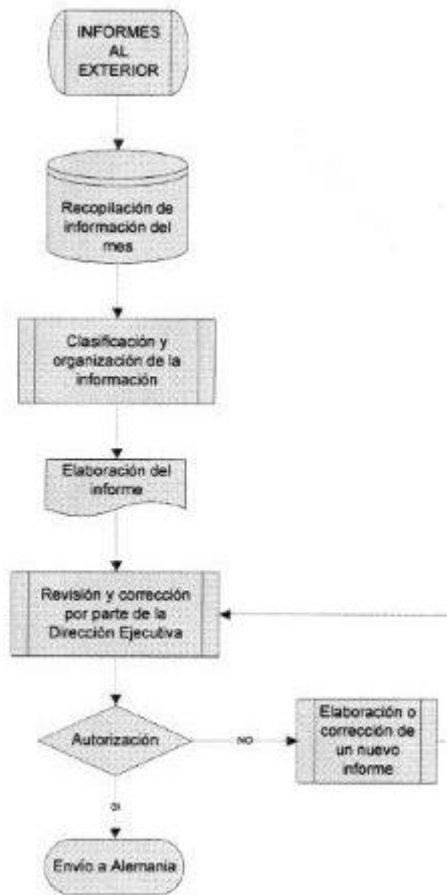 INFORMES
AL
EXTERIOR
Recopilación de
información del
mes
Clasificación y
organización de la
información
Elaboración del
informe
Revisión y corrección
por parte de la
Dirección Ejecutiva
Autorización
NO
Elaboración o
corrección de
un nuevo
informe
Envío a Alemania